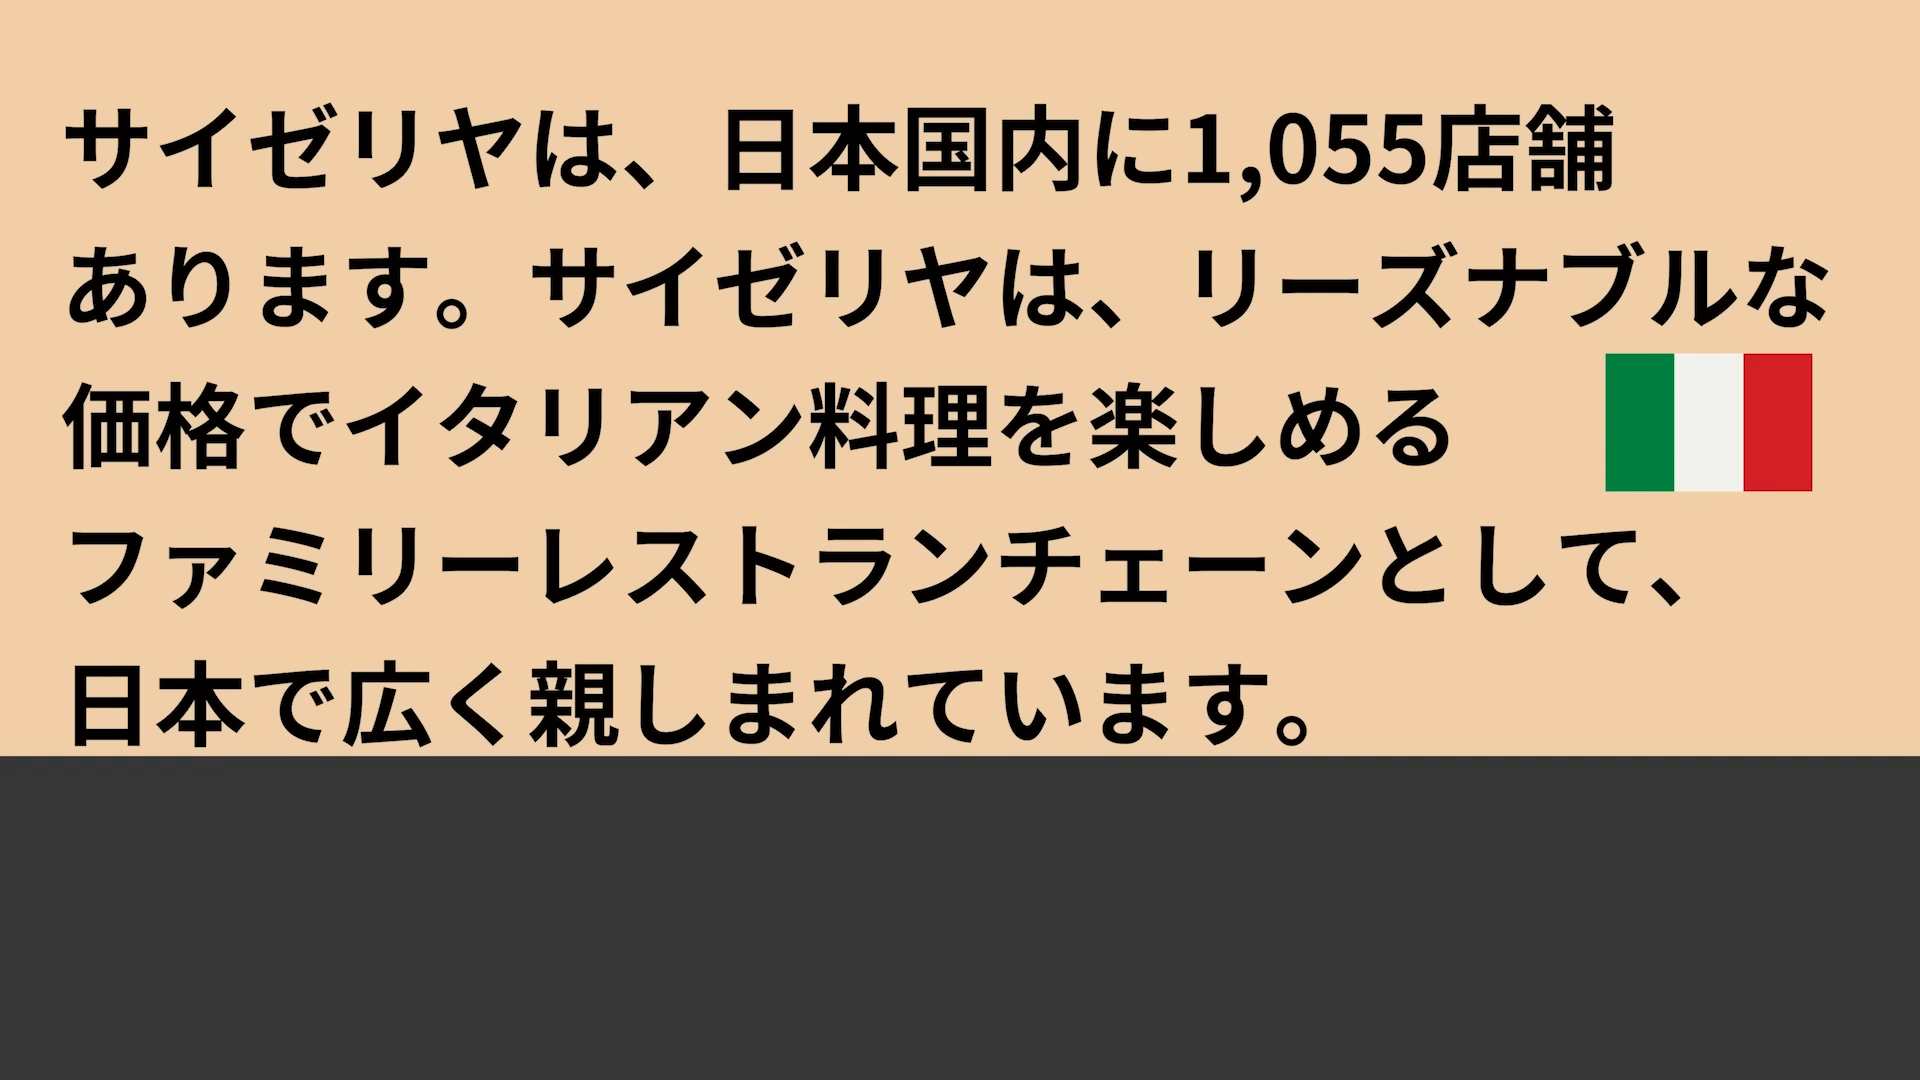 サイゼリヤは、日本国内に1,055店舗
あります。サイゼリヤは、リーズナブルな
価格でイタリアン料理を楽しめる
ファミリーレストランチェーンとして、
日本で広く親しまれています。